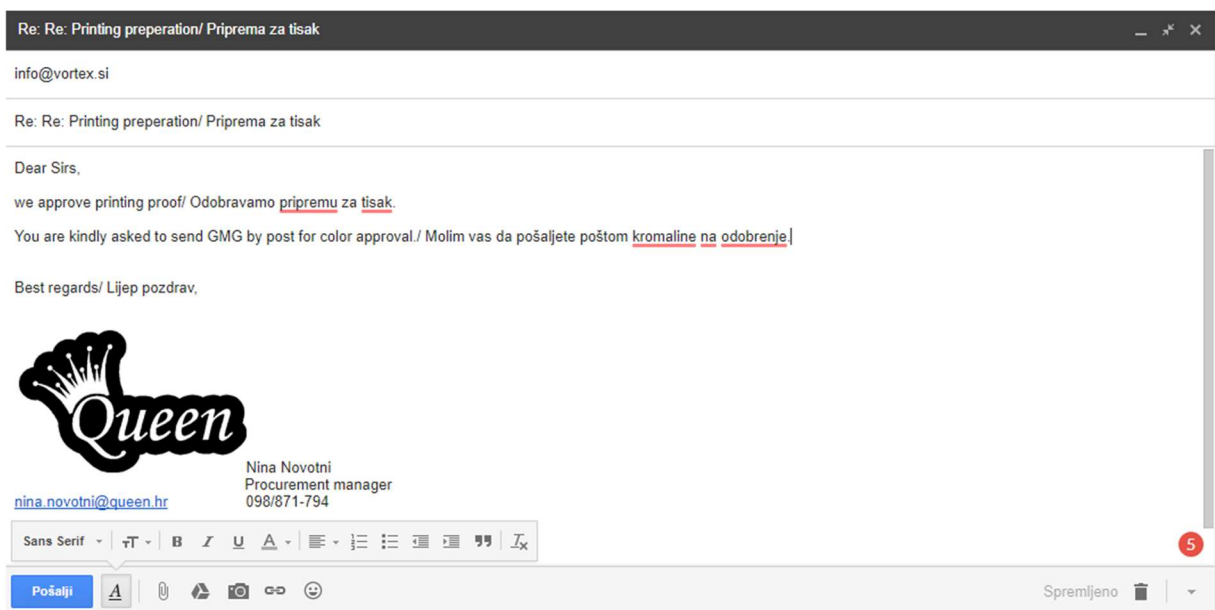 Re: Re: Printing preperation/ Priprema za tisak
info@vortex.si
Re: Re: Printing preperation/ Priprema za tisak
Dear Sirs,
we approve printing proof/ Odobravamo pripremu za tisak.
You are kindly asked to send GMG by post for color approval./ Molim vas da pošaljete poštom kromaline na odobrenje.
Best regards/ Lijep pozdrav,
Queen
Nina Novotni
Procurement manager
nina.novotni@queen.hr 098/871-794
Sans Serif
5
Pošalji Spremljeno